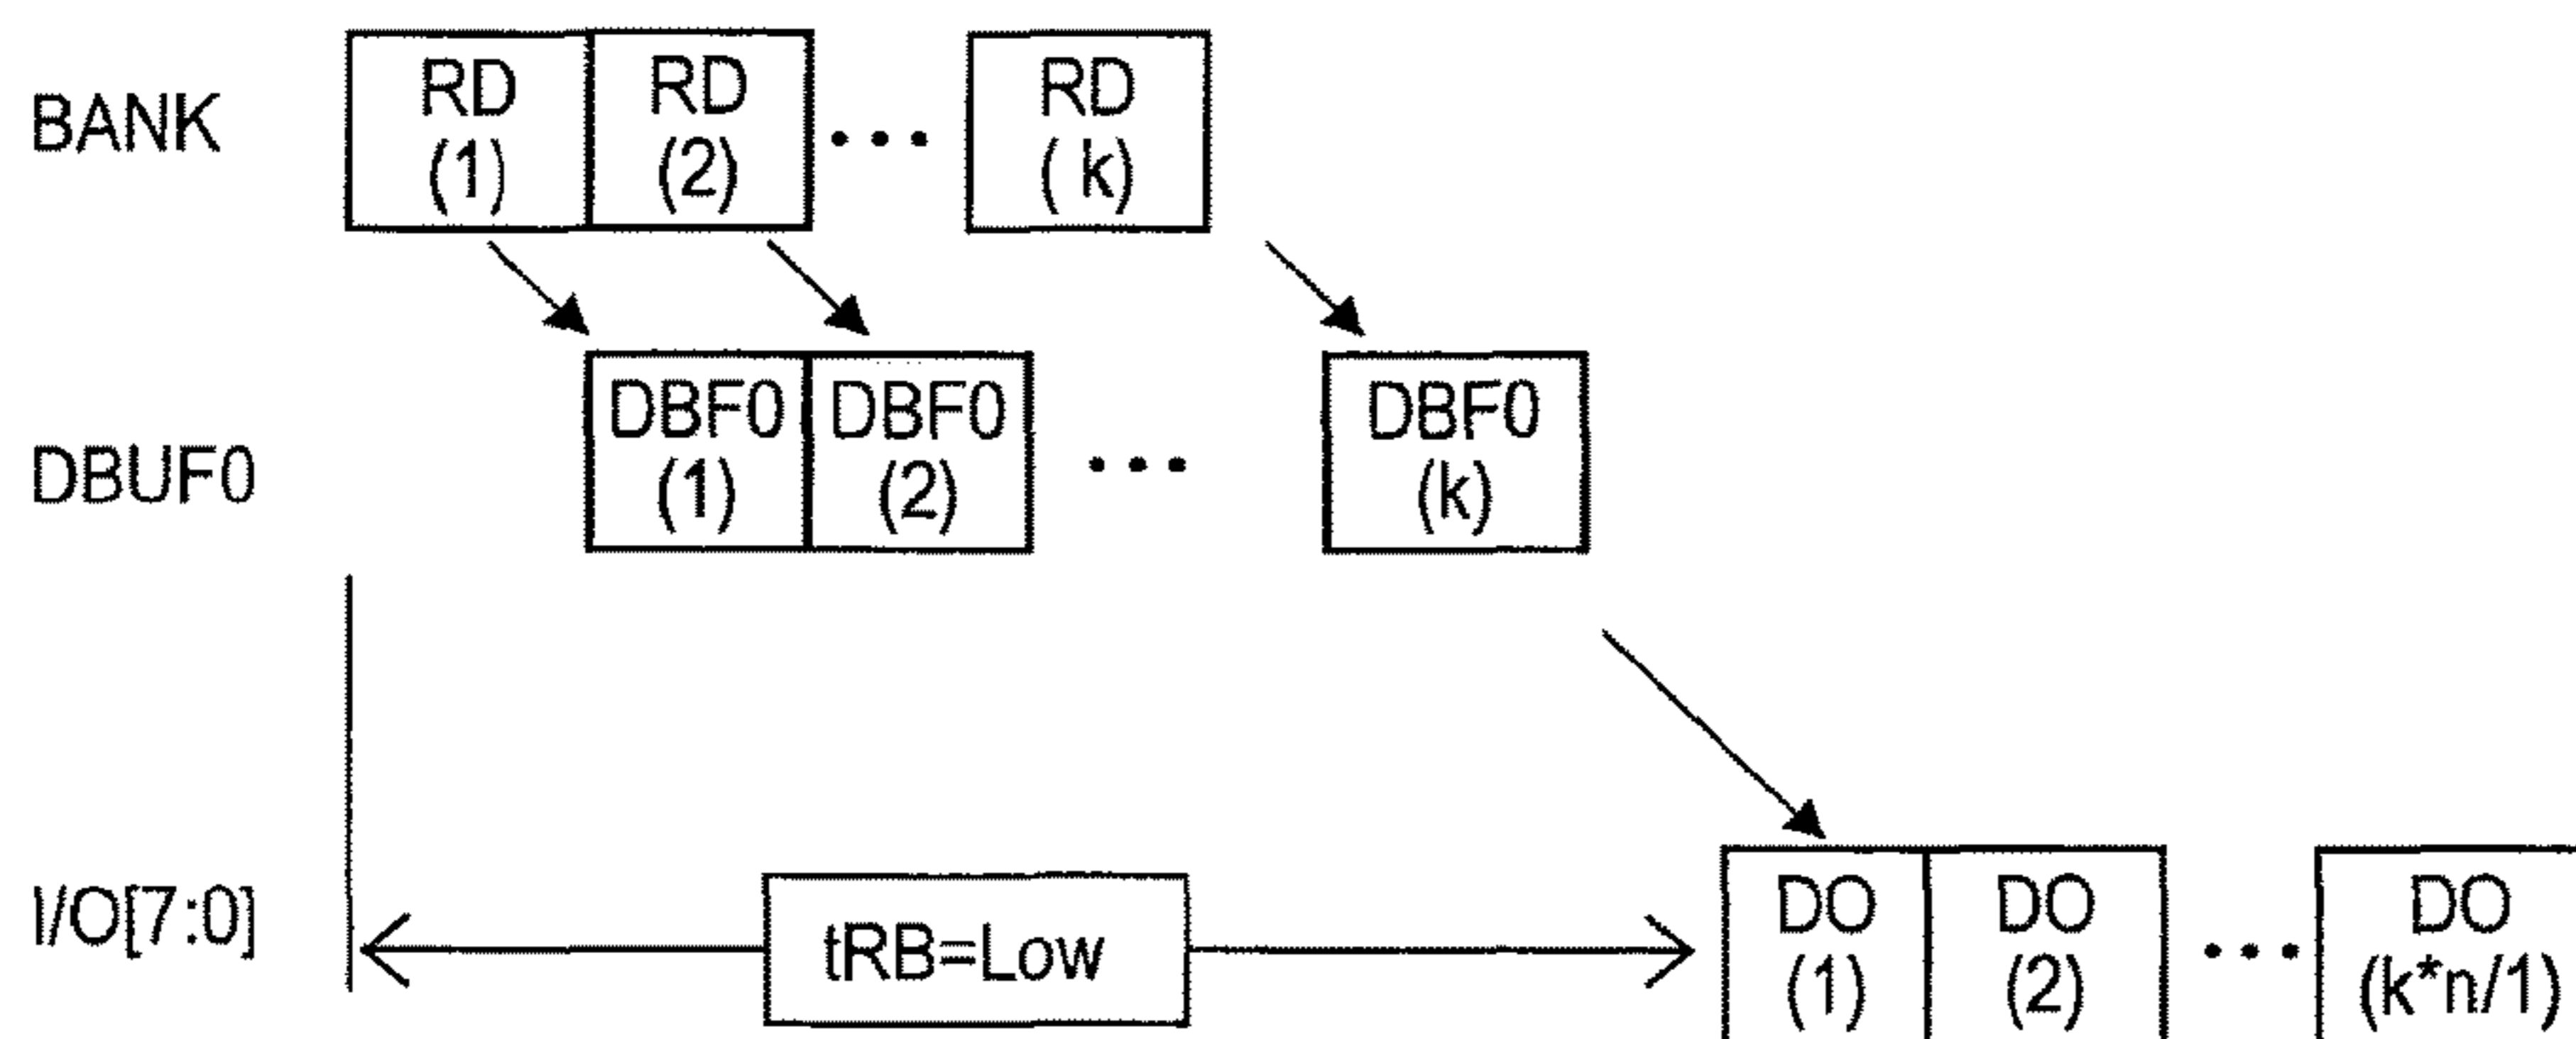 BANK
RD
(1)
RD
(2)
...
RD
( k)
DBUF0
DBF0
(1)
DBF0
(2)
...
DBF0
(k)
I/O[7:0]
tRB=Low
DO
(1)
DO
(2)
...
DO
(k*n/1)